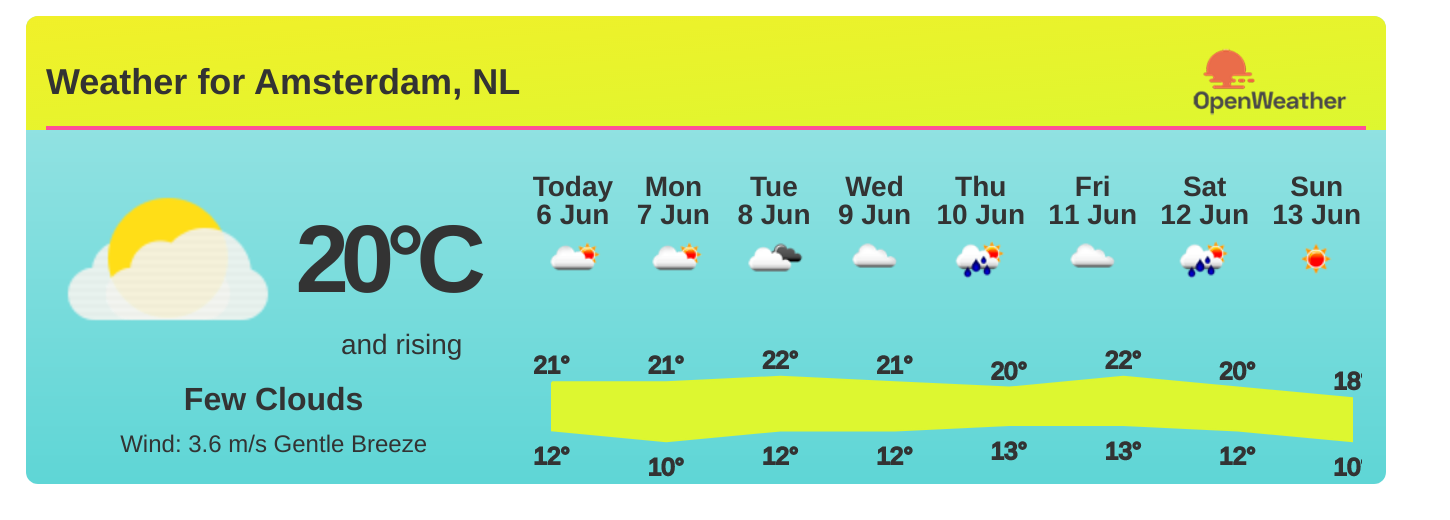 Weather for Amsterdam, NL
OpenWeather
20°C
and rising
Few Clouds
Wind: 3.6 m/s Gentle Breeze
Today Mon Tue Wed Thu Fri Sat Sun
6 Jun 7 Jun 8 Jun 9 Jun 10 Jun 11 Jun 12 Jun 13 Jun
21° 21° 22° 21° 20° 22° 20° 18°
12° 10° 12° 12° 13° 13° 12° 10°